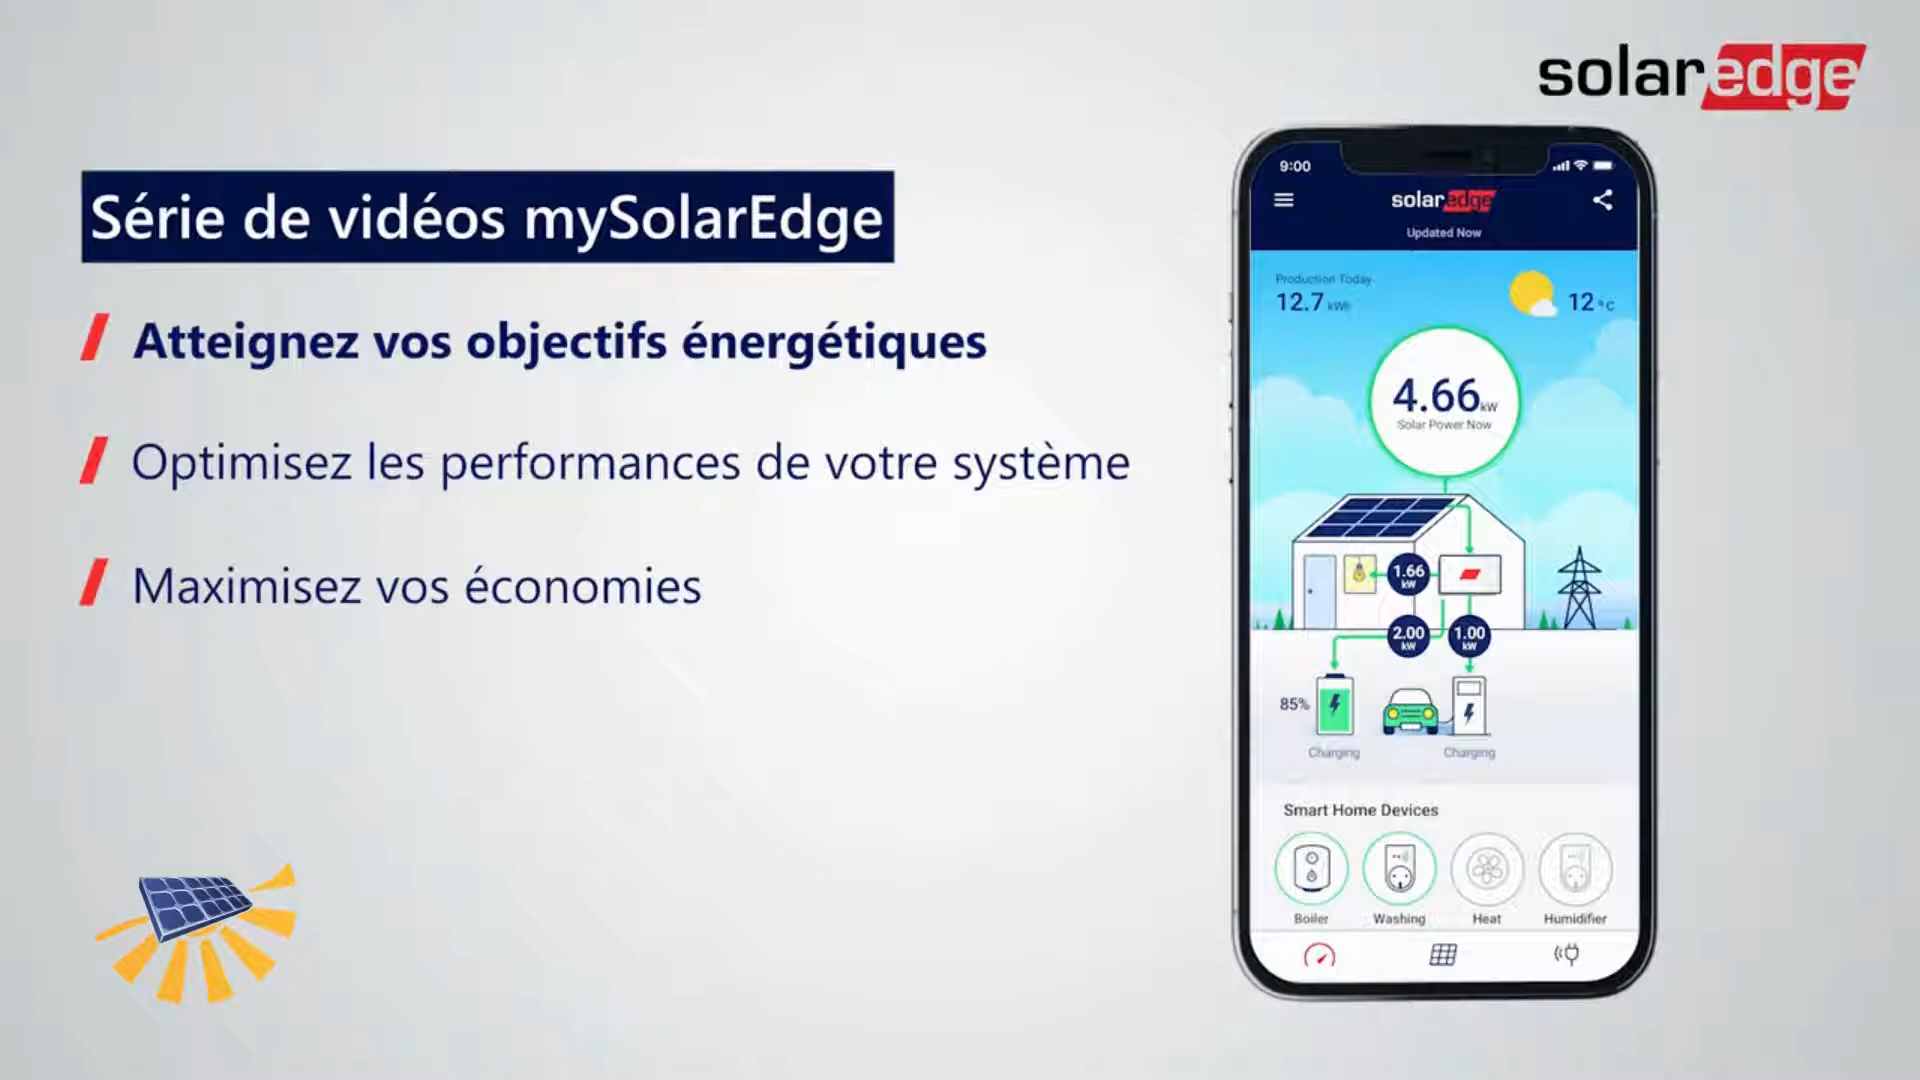 solaredge
Série de vidéos mySolarEdge
Atteignez vos objectifs énergétiques
Optimisez les performances de votre système
Maximisez vos économies
9:00
solaredge
Updated Now
Production Today
12.7 kWh
12 °C
4.66 kW
Solar Power Now
1.66 kW
2.00 kW
1.00 kW
85%
Charging
Charging
Smart Home Devices
Boiler
Washing
Heat
Humidifier